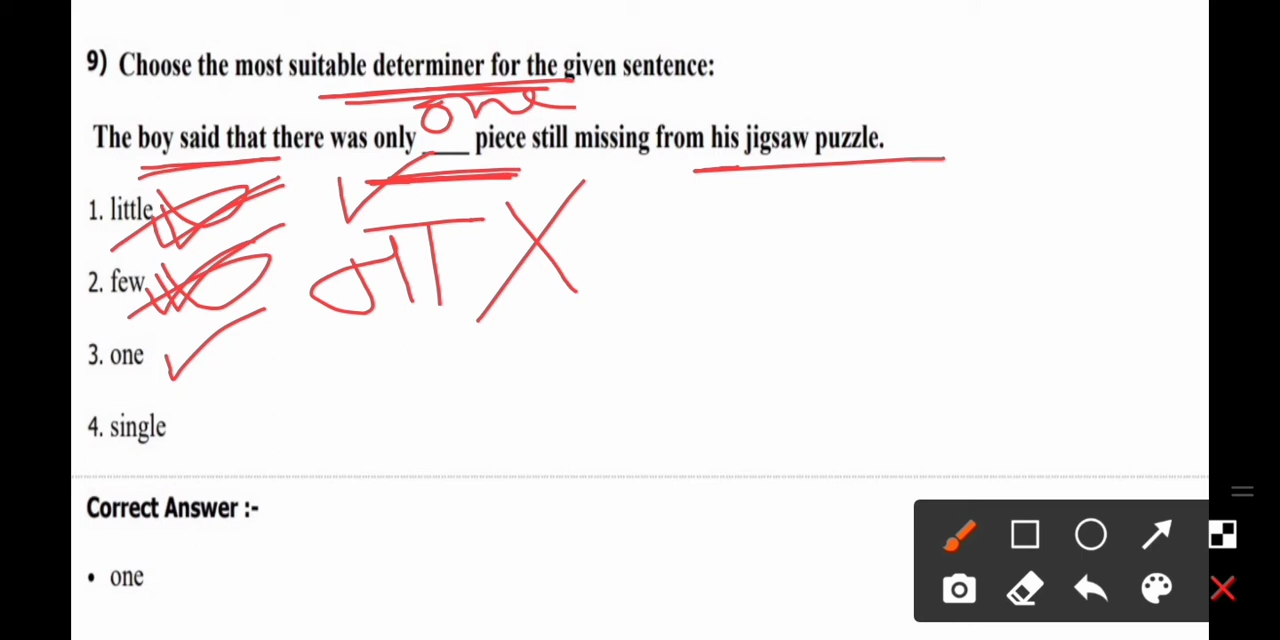 9) Choose the most suitable determiner for the given sentence:
one
The boy said that there was only ____ piece still missing from his jigsaw puzzle.
1. little
2. few
3. one
4. single
Correct Answer :-
• one